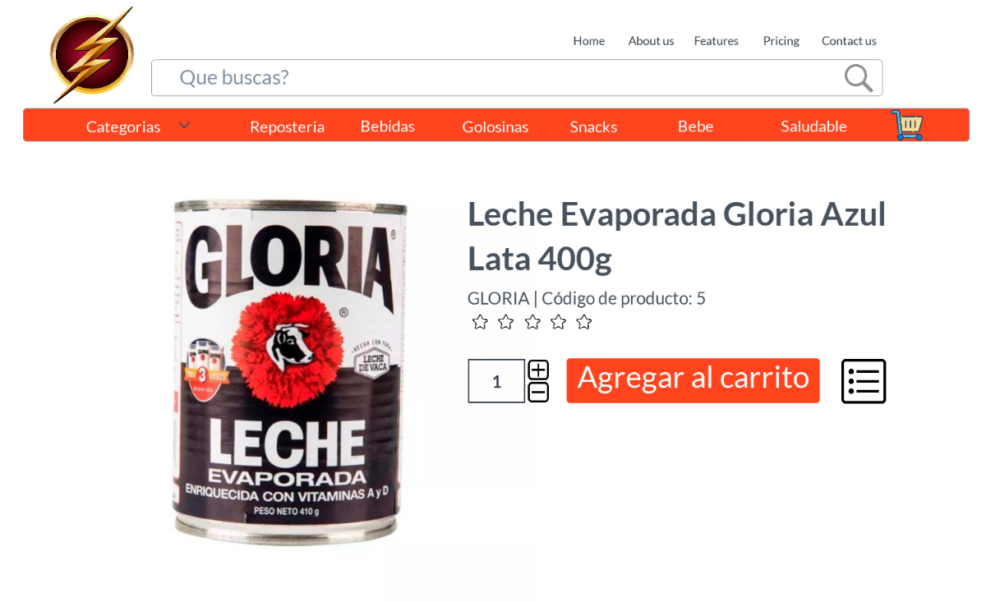 Home About us Features Pricing Contact us
Que buscas?
Categorias Reposteria Bebidas Golosinas Snacks Bebe Saludable
Leche Evaporada Gloria Azul
Lata 400g
GLORIA | Código de producto: 5
1 Agregar al carrito
GLORIA®
®
MECHA CON PURA
LECHE
DE VACA
3 VASOS
DIARIOS
LECHE
EVAPORADA
ENRIQUECIDA CON VITAMINAS A y D
PESO NETO 410 g